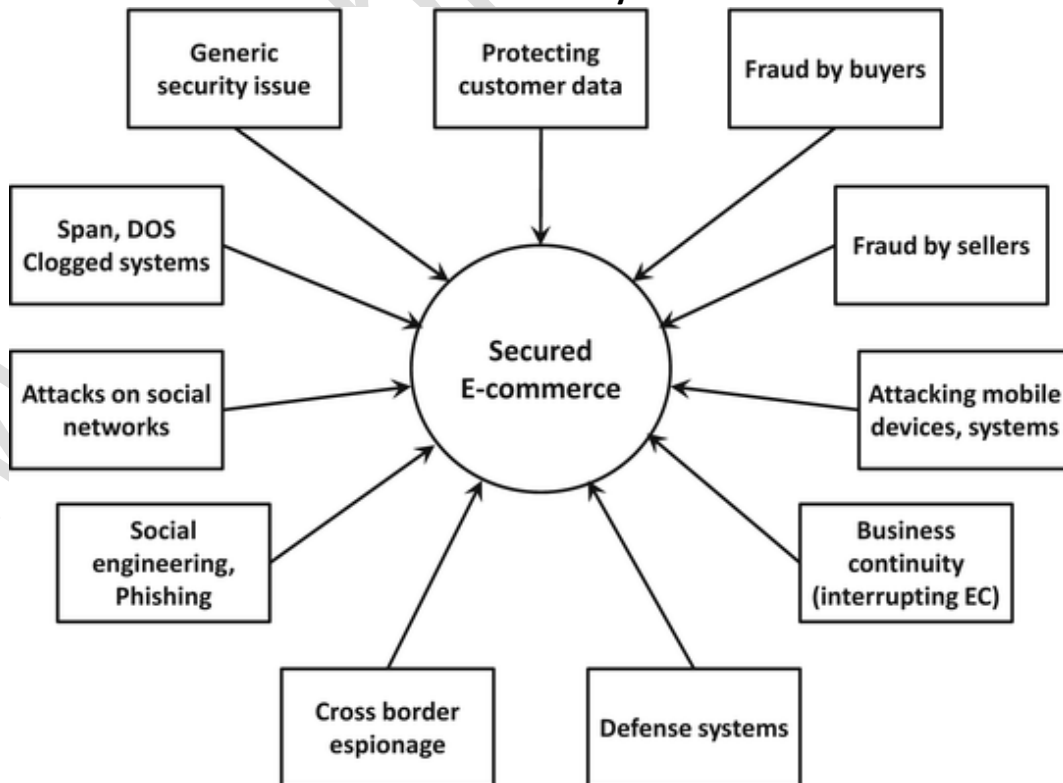 Generic
security issue
Protecting
customer data
Fraud by buyers
Span, DOS
Clogged systems
Fraud by sellers
Secured
E-commerce
Attacks on social
networks
Attacking mobile
devices, systems
Social
engineering,
Phishing
Business
continuity
(interrupting EC)
Cross border
espionage
Defense systems